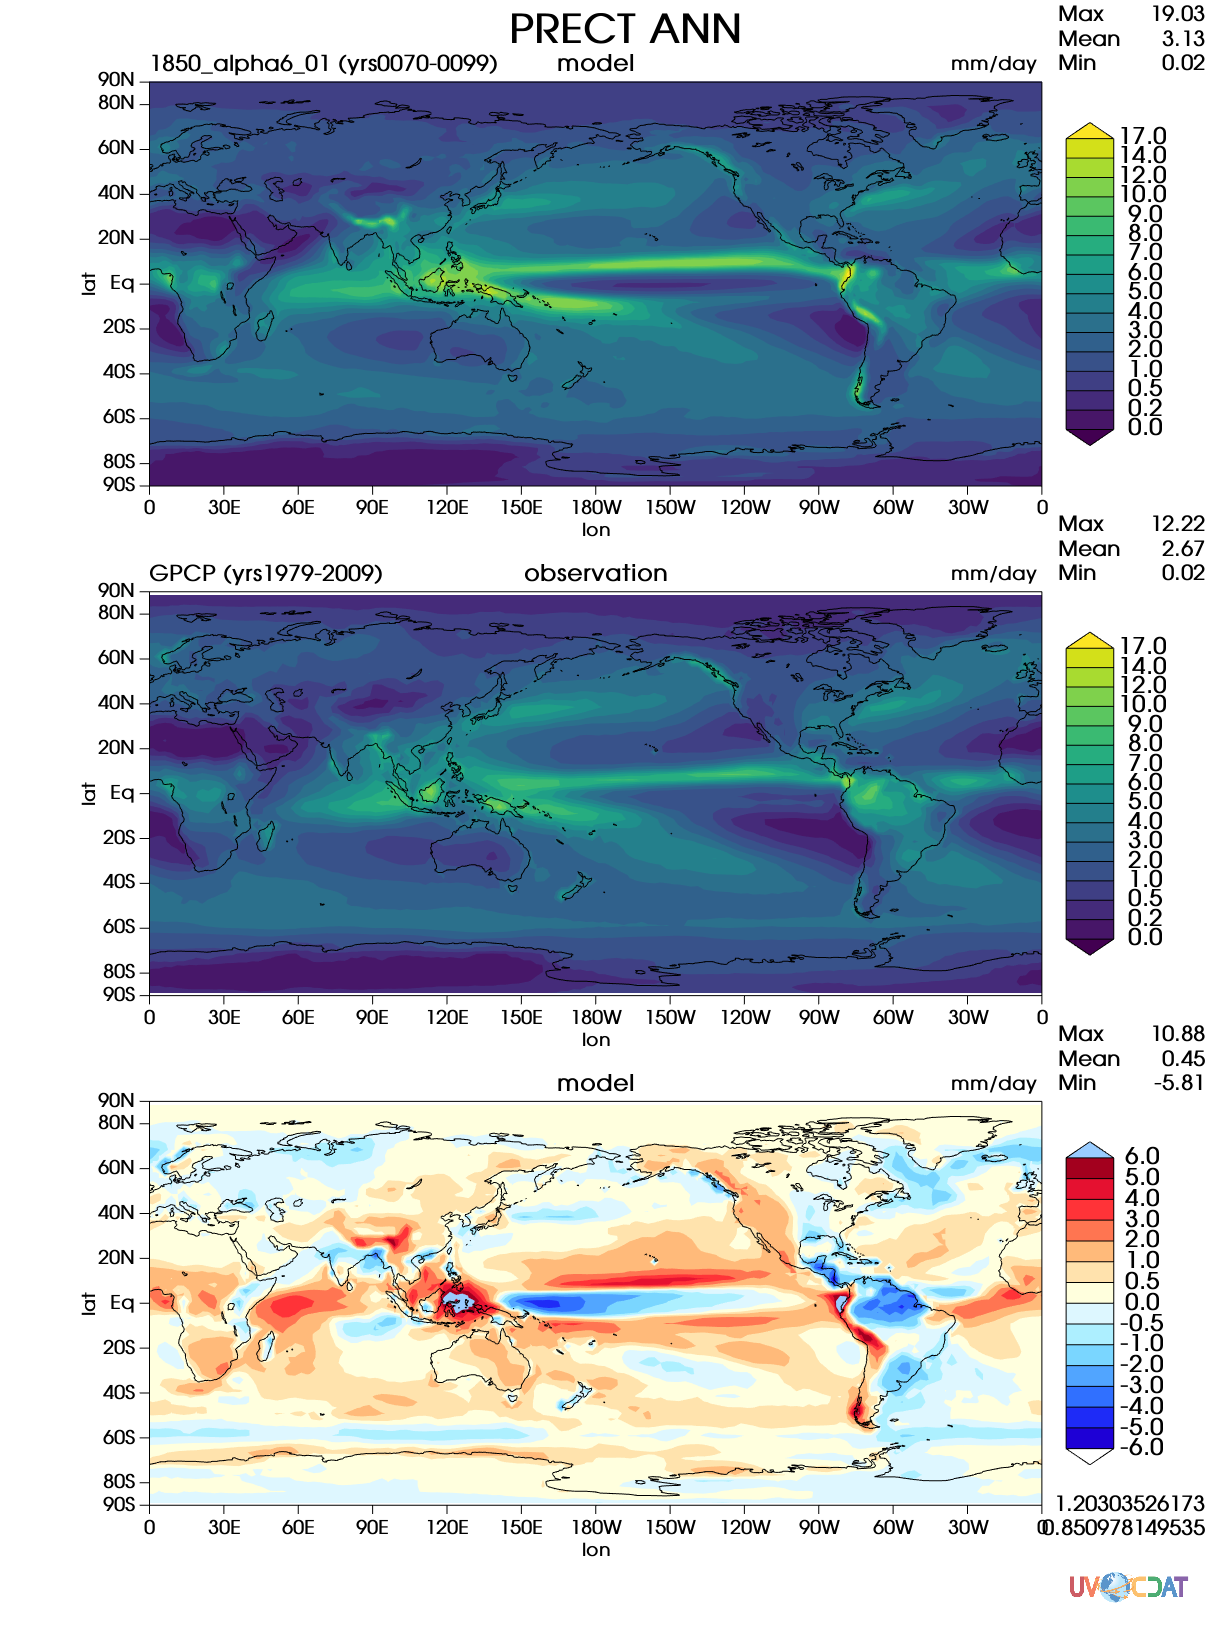 PRECT ANN
1850_alpha6_01 (yrs0070-0099) model mm/day
Max 19.03
Mean 3.13
Min 0.02
90N
80N
60N
40N
20N
Eq
20S
40S
60S
80S
90S
lat
0 30E 60E 90E 120E 150E 180W 150W 120W 90W 60W 30W 0
lon
17.0
14.0
12.0
10.0
9.0
8.0
7.0
6.0
5.0
4.0
3.0
2.0
1.0
0.5
0.2
0.0
GPCP (yrs1979-2009) observation mm/day
Max 12.22
Mean 2.67
Min 0.02
90N
80N
60N
40N
20N
Eq
20S
40S
60S
80S
90S
lat
0 30E 60E 90E 120E 150E 180W 150W 120W 90W 60W 30W 0
lon
17.0
14.0
12.0
10.0
9.0
8.0
7.0
6.0
5.0
4.0
3.0
2.0
1.0
0.5
0.2
0.0
model mm/day
Max 10.88
Mean 0.45
Min -5.81
90N
80N
60N
40N
20N
Eq
20S
40S
60S
80S
90S
lat
0 30E 60E 90E 120E 150E 180W 150W 120W 90W 60W 30W 0
lon
6.0
5.0
4.0
3.0
2.0
1.0
0.5
0.0
-0.5
-1.0
-2.0
-3.0
-4.0
-5.0
-6.0
1.20303526173
0.850978149535
UV CDAT